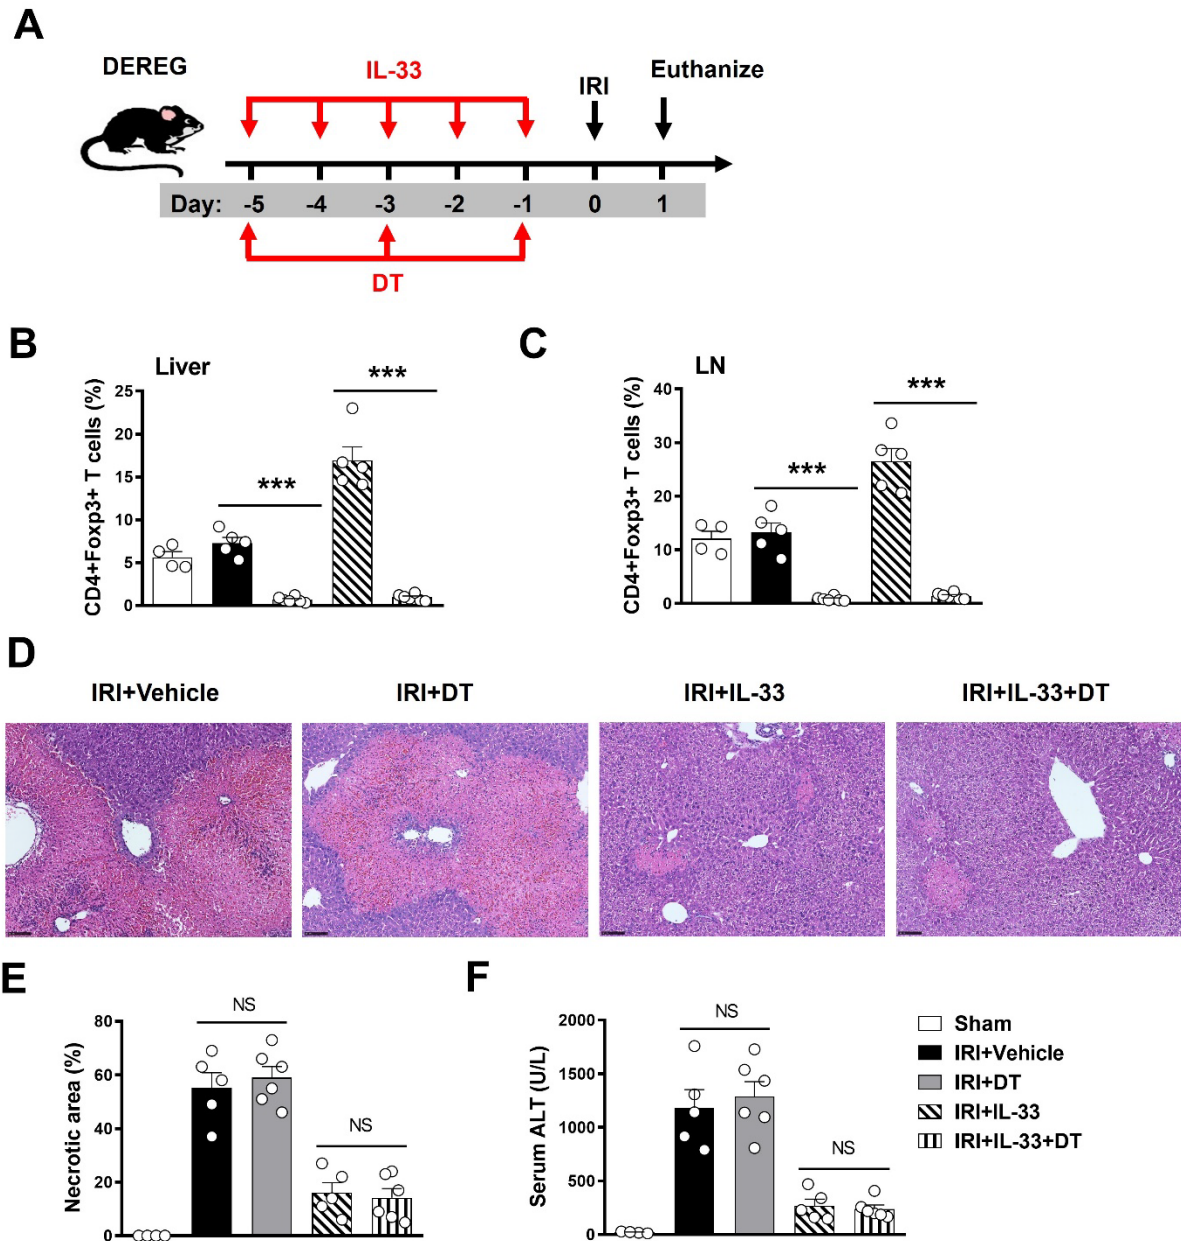 A
DEREG
IL-33
IRI
Euthanize
Day: -5 -4 -3 -2 -1 0 1
DT
B
Liver
CD4+Foxp3+ T cells (%)
25
20
15
10
5
0
***
***
C
LN
CD4+Foxp3+ T cells (%)
40
30
20
10
0
***
***
D
IRI+Vehicle
IRI+DT
IRI+IL-33
IRI+IL-33+DT
E
Necrotic area (%)
80
60
40
20
0
NS
NS
F
Serum ALT (U/L)
2000
1500
1000
500
0
NS
NS
Sham
IRI+Vehicle
IRI+DT
IRI+IL-33
IRI+IL-33+DT